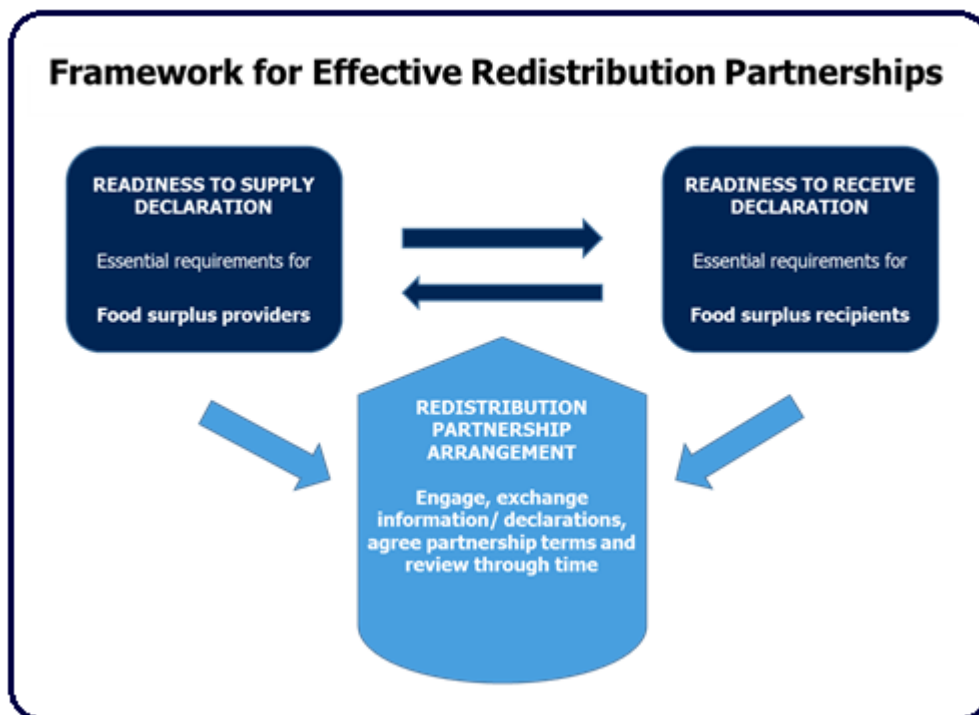 Framework for Effective Redistribution Partnerships
READINESS TO SUPPLY
DECLARATION
Essential requirements for
Food surplus providers
READINESS TO RECEIVE
DECLARATION
Essential requirements for
Food surplus recipients
REDISTRIBUTION
PARTNERSHIP
ARRANGEMENT
Engage, exchange
information/ declarations,
agree partnership terms and
review through time